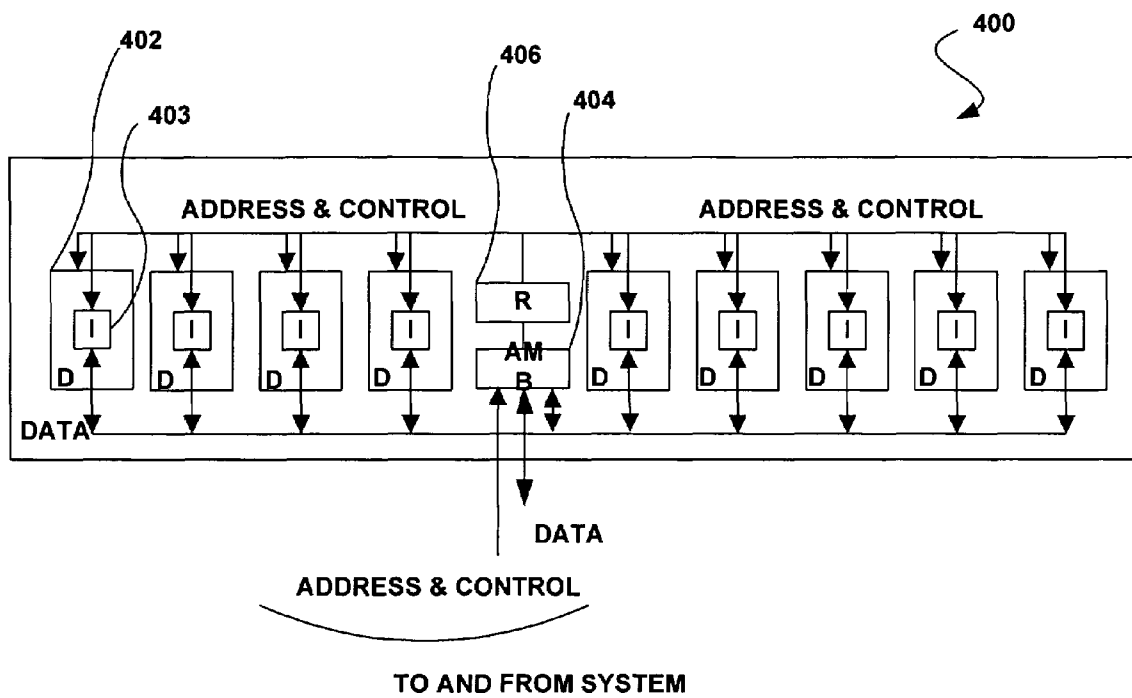 400
402
406
404
403
ADDRESS & CONTROL ADDRESS & CONTROL
R
I I I I I I I I I
AM
B
D D D D D D D D D
DATA
DATA
ADDRESS & CONTROL
TO AND FROM SYSTEM